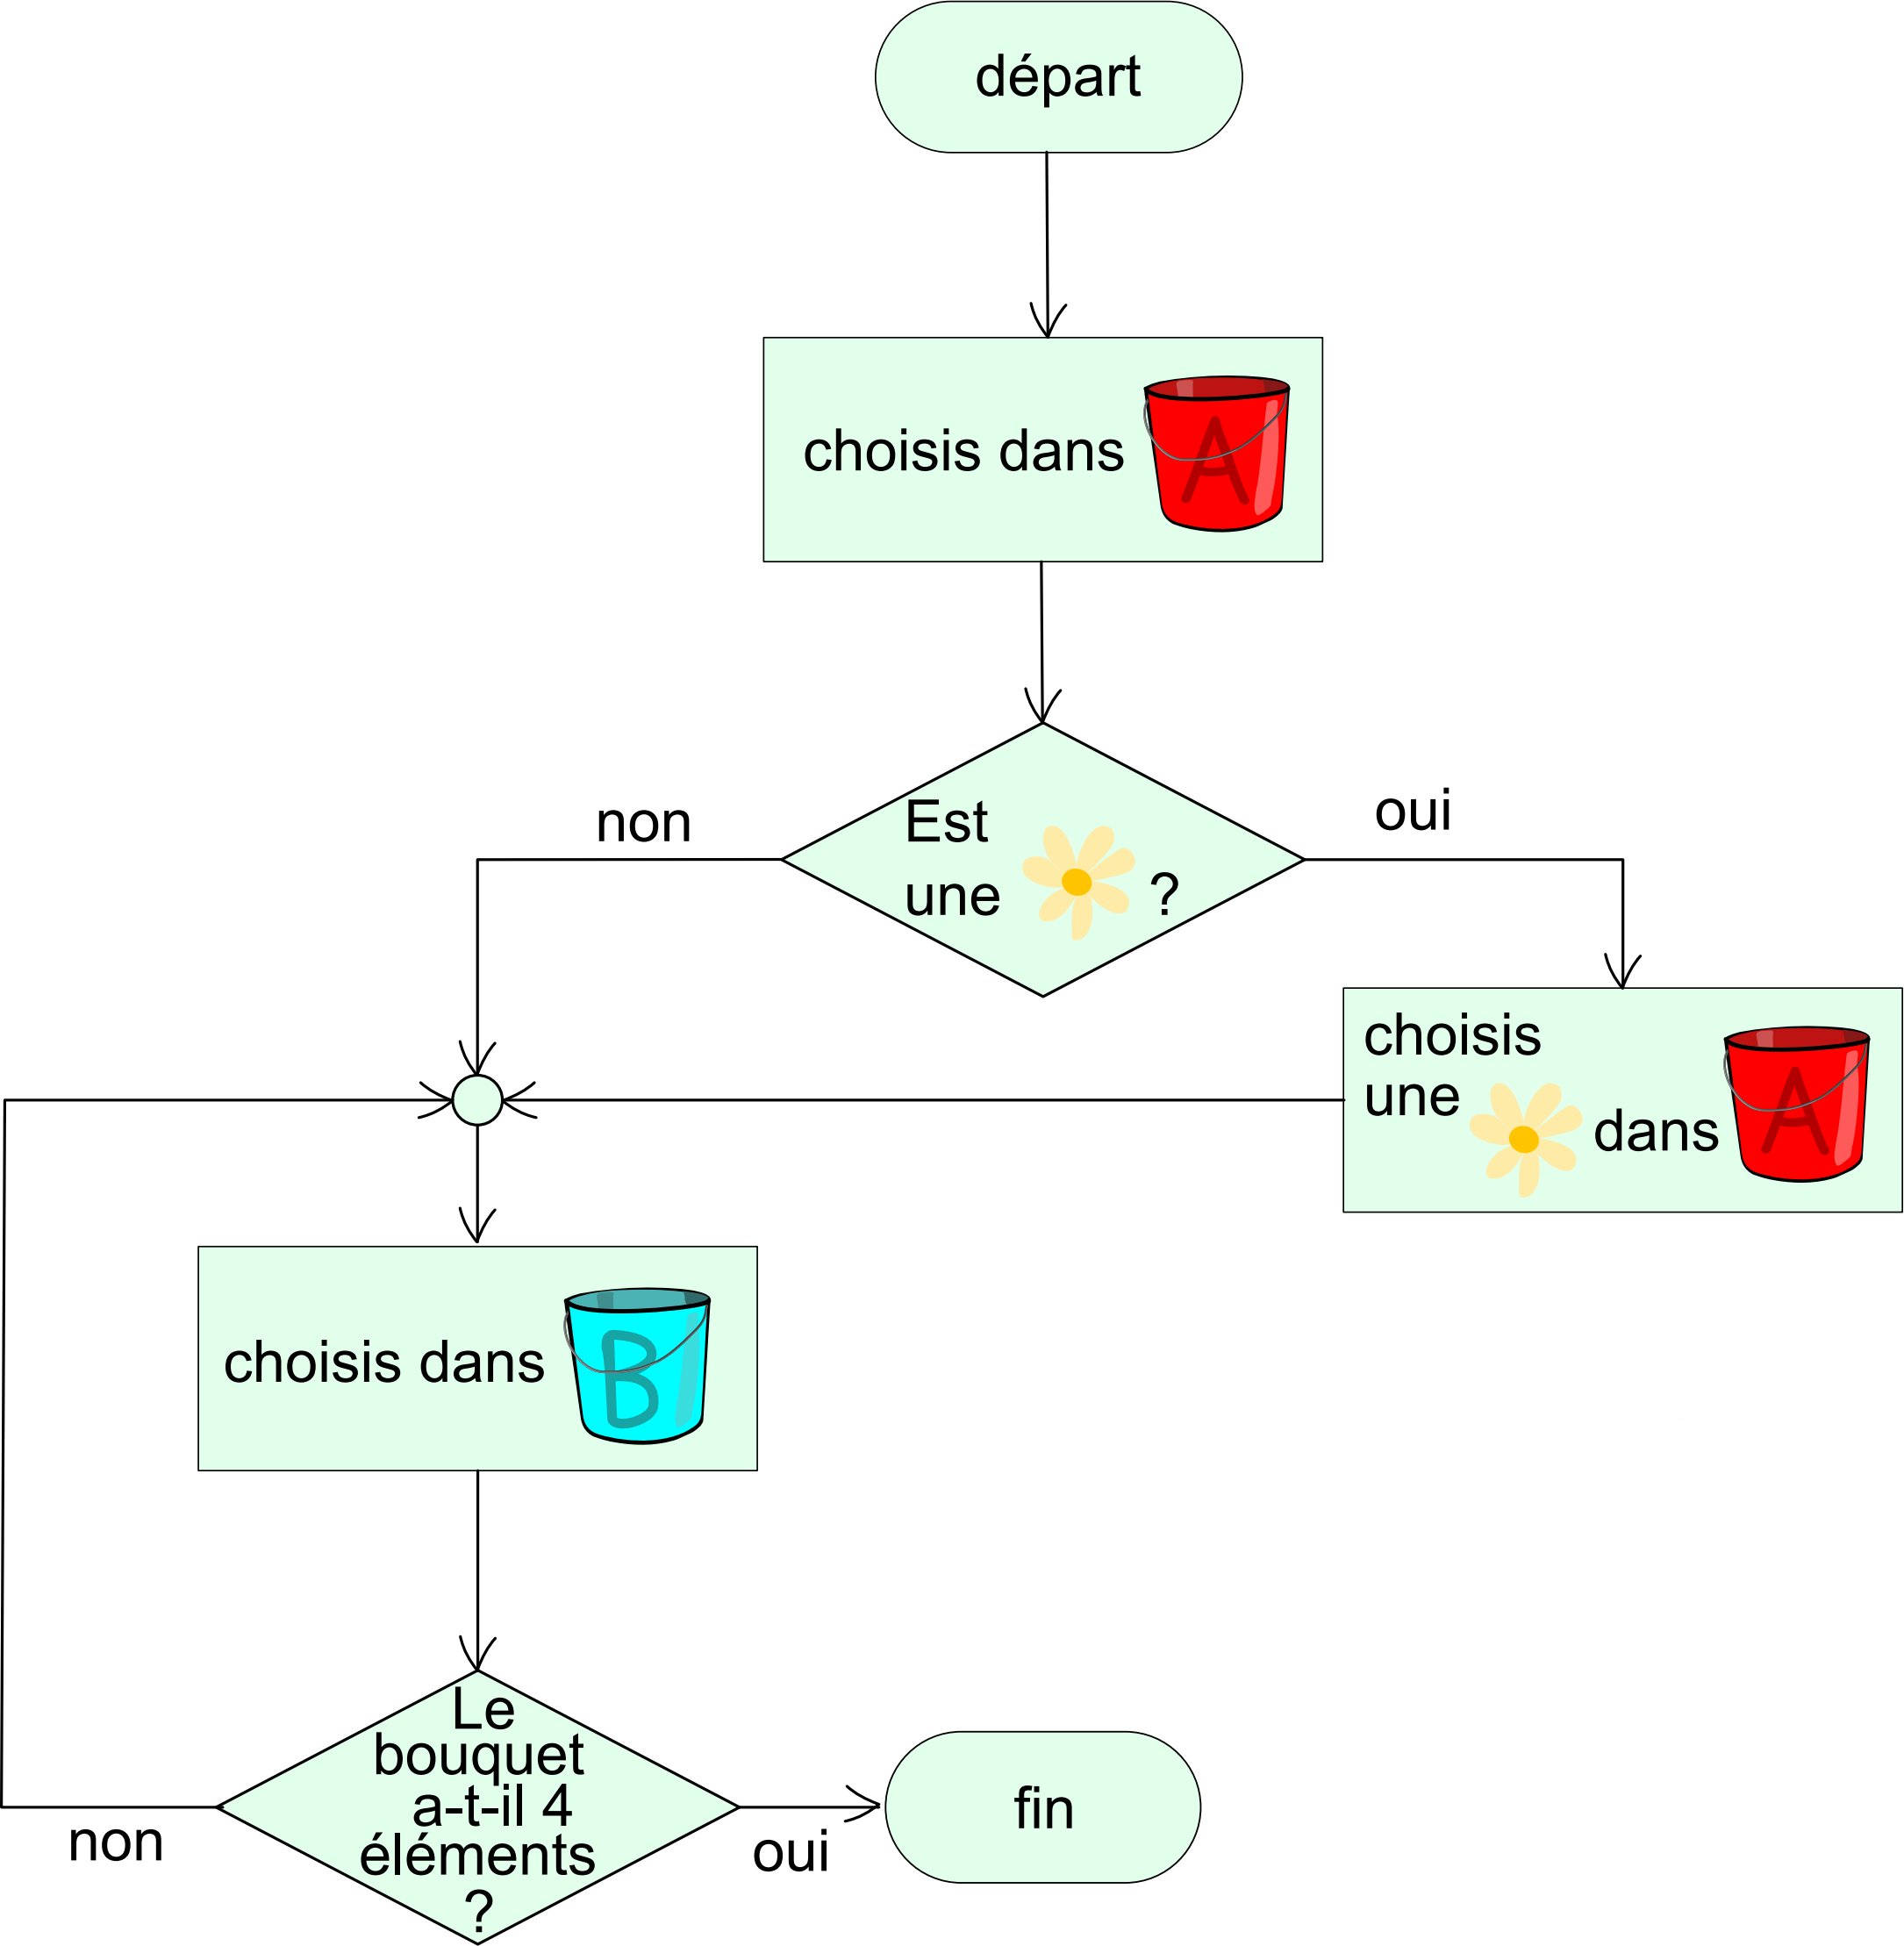 départ
choisis dans
A
non
oui
Est
une ?
choisis
une
dans
A
choisis dans
B
Le
bouquet
a-t-il 4
éléments
?
non
oui
fin